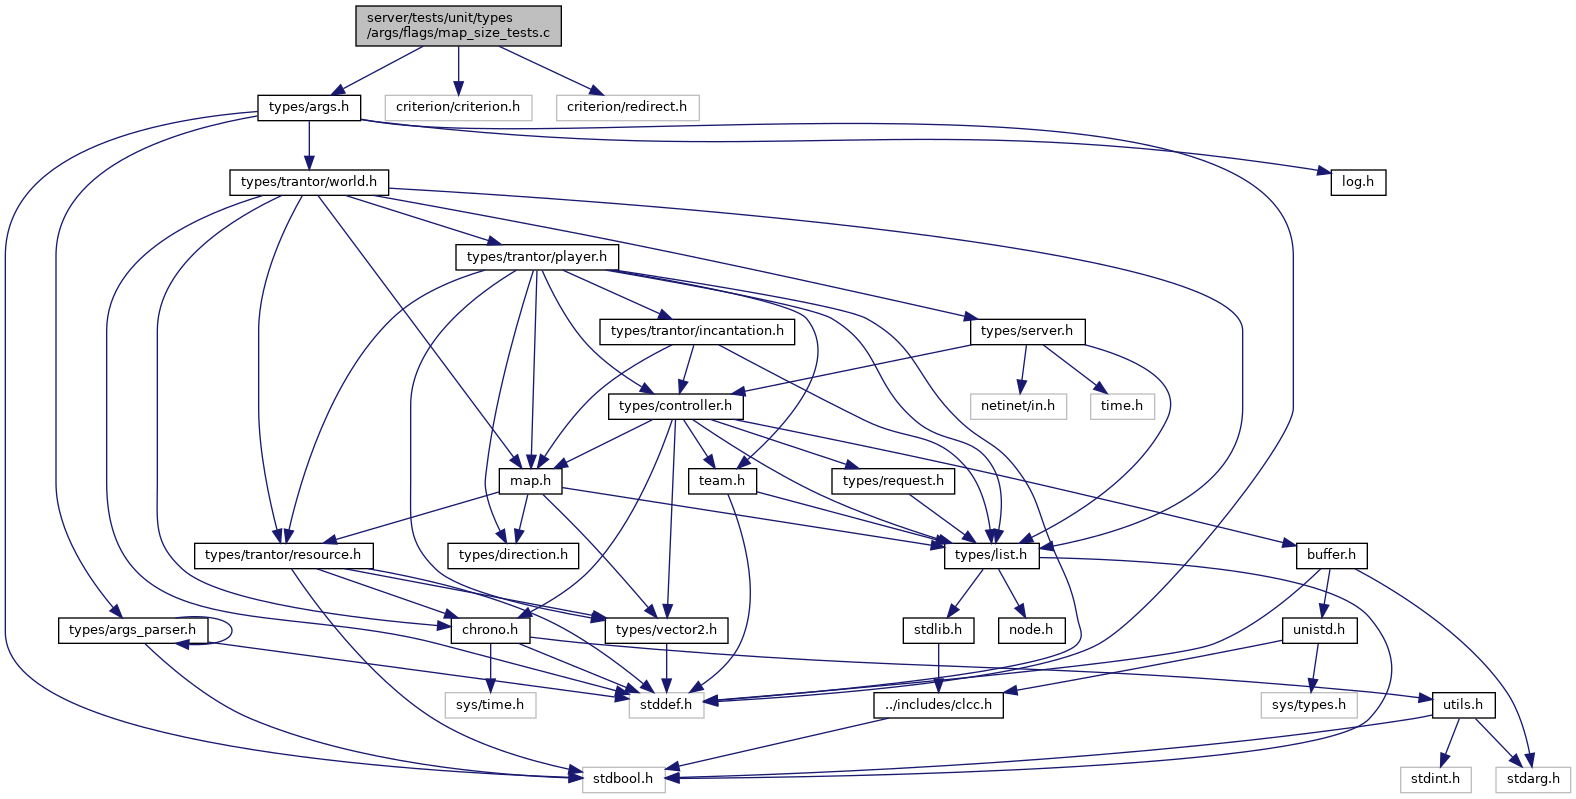 server/tests/unit/types
/args/flags/map_size_tests.c
types/args.h
criterion/criterion.h
criterion/redirect.h
types/trantor/world.h
log.h
types/trantor/player.h
types/trantor/incantation.h
types/server.h
types/controller.h
netinet/in.h
time.h
map.h
team.h
types/request.h
types/trantor/resource.h
types/direction.h
types/list.h
buffer.h
types/args_parser.h
chrono.h
types/vector2.h
stdlib.h
node.h
unistd.h
sys/time.h
stddef.h
../includes/clcc.h
sys/types.h
utils.h
stdbool.h
stdint.h
stdarg.h